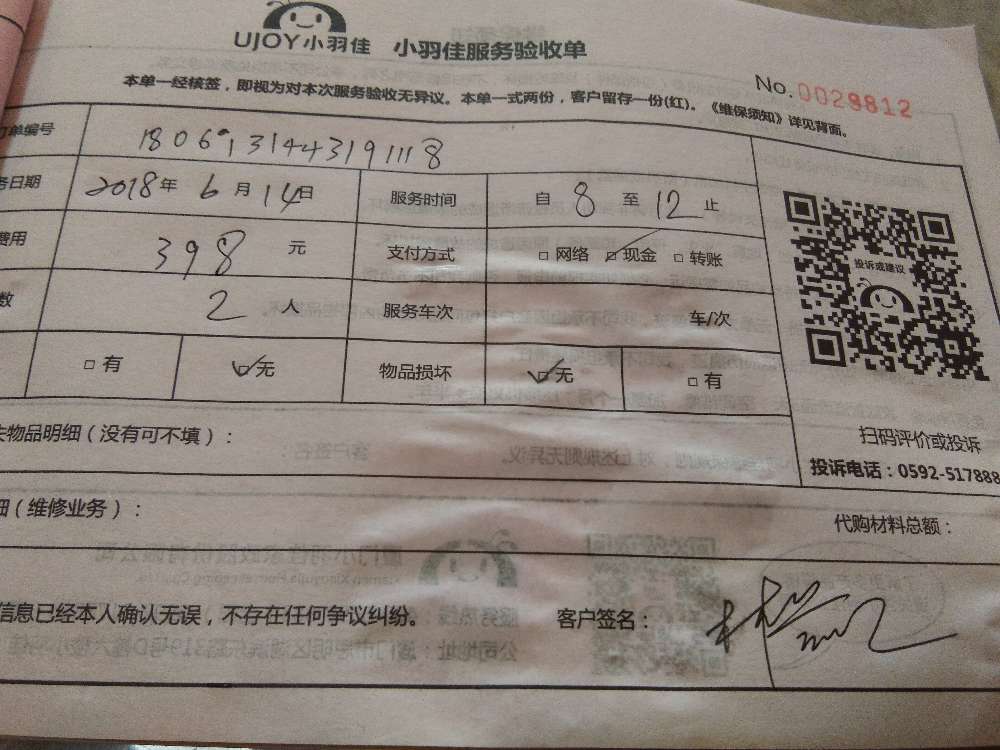 UJOY小羽佳 小羽佳服务验收单
No.0029812
本单一经核签，即视为对本次服务验收无异议。本单一式两份，客户留存一份(红)。《维保须知》详见背面。
单编号 18061314431911118
务日期 2018年 6月 14日 服务时间 自 8 至 12 止
费用 398 元 支付方式 □网络 □现金 □转账
数 2 人 服务车次 车/次
□有 □无 物品损坏 □无 □有
投诉或建议
扫码评价或投诉
投诉电话：0592-517888
物品明细（没有可不填）：
细（维修业务）： 代购材料总额：
信息已经本人确认无误，不存在任何争议纠纷。 客户签名：